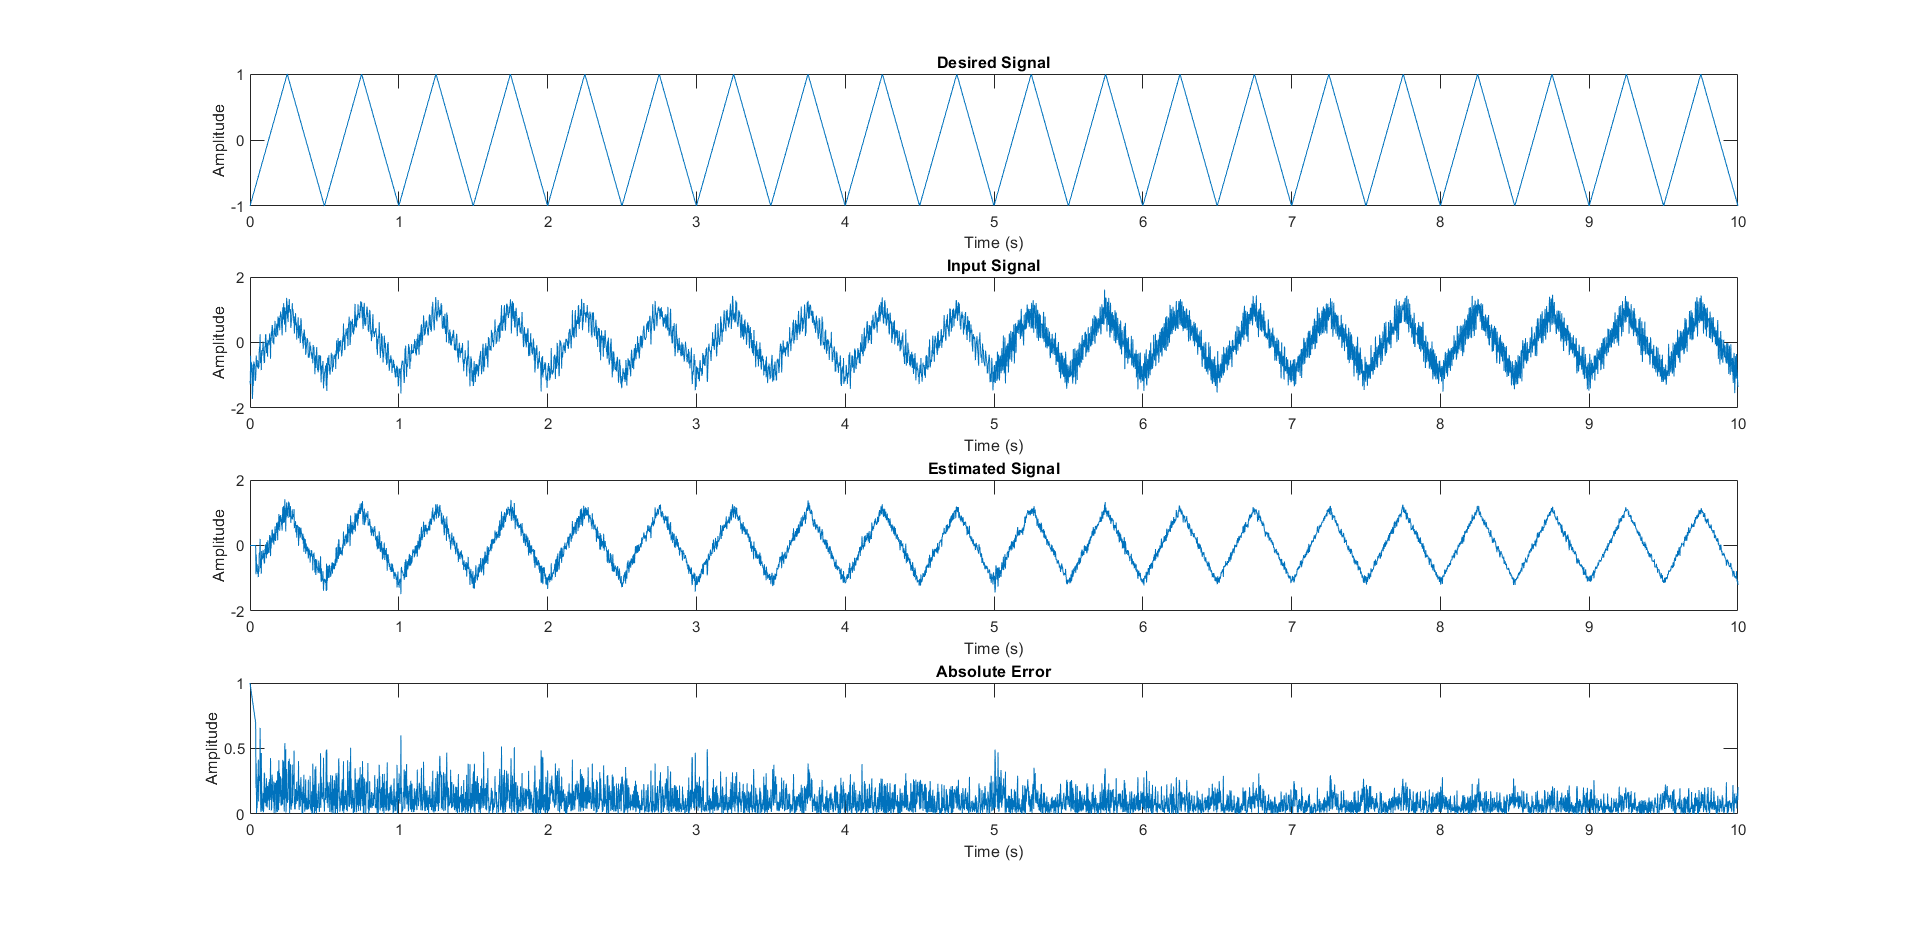 Desired Signal
1
0
-1
Amplitude
0 1 2 3 4 5 6 7 8 9 10
Time (s)
Input Signal
2
0
-2
Amplitude
0 1 2 3 4 5 6 7 8 9 10
Time (s)
Estimated Signal
2
0
-2
Amplitude
0 1 2 3 4 5 6 7 8 9 10
Time (s)
Absolute Error
1
0.5
0
Amplitude
0 1 2 3 4 5 6 7 8 9 10
Time (s)